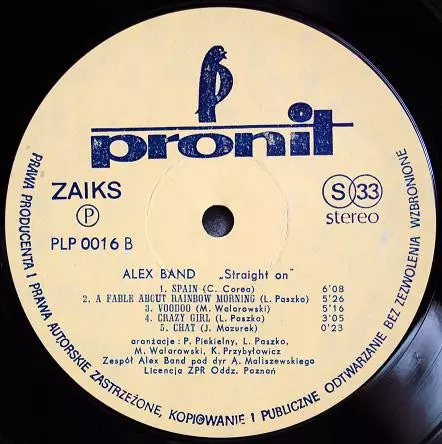 pronit
ZAIKS
P
PLP 0016 B
S 33
stereo
ALEX BAND „Straight on"
1. SPAIN (C. Corea) 6'08
2. A FABLE ABCUT RAINBOW MORNING (L. Paszko) 5'26
3. VOODOO (M. Walarowski) 5'16
4. CRAZY GIRL (L. Paszko) 3'05
5. CHAT (J. Mazurek) 0'23
aranżacje: P. Piekielny, L. Paszko,
M. Walarowski, K. Przybyłowicz
Zespół Alex Band pod dyr A. Maliszewskiego
Licencja ZPR Oddz. Poznań
PRAWA PRODUCENTA I PRAWA AUTORSKIE ZASTRZEŻONE, KOPIOWANIE I PUBLICZNE ODTWARZANIE BEZ ZEZWOLENIA WZBRONIONE